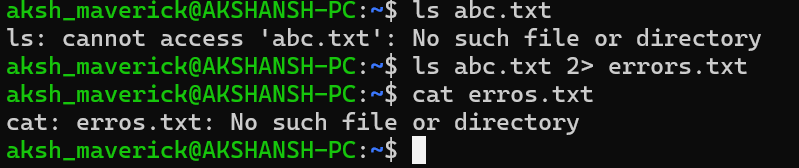 aksh_maverick@AKSHANSH-PC:~$ ls abc.txt
ls: cannot access 'abc.txt': No such file or directory
aksh_maverick@AKSHANSH-PC:~$ ls abc.txt 2> errors.txt
aksh_maverick@AKSHANSH-PC:~$ cat erros.txt
cat: erros.txt: No such file or directory
aksh_maverick@AKSHANSH-PC:~$